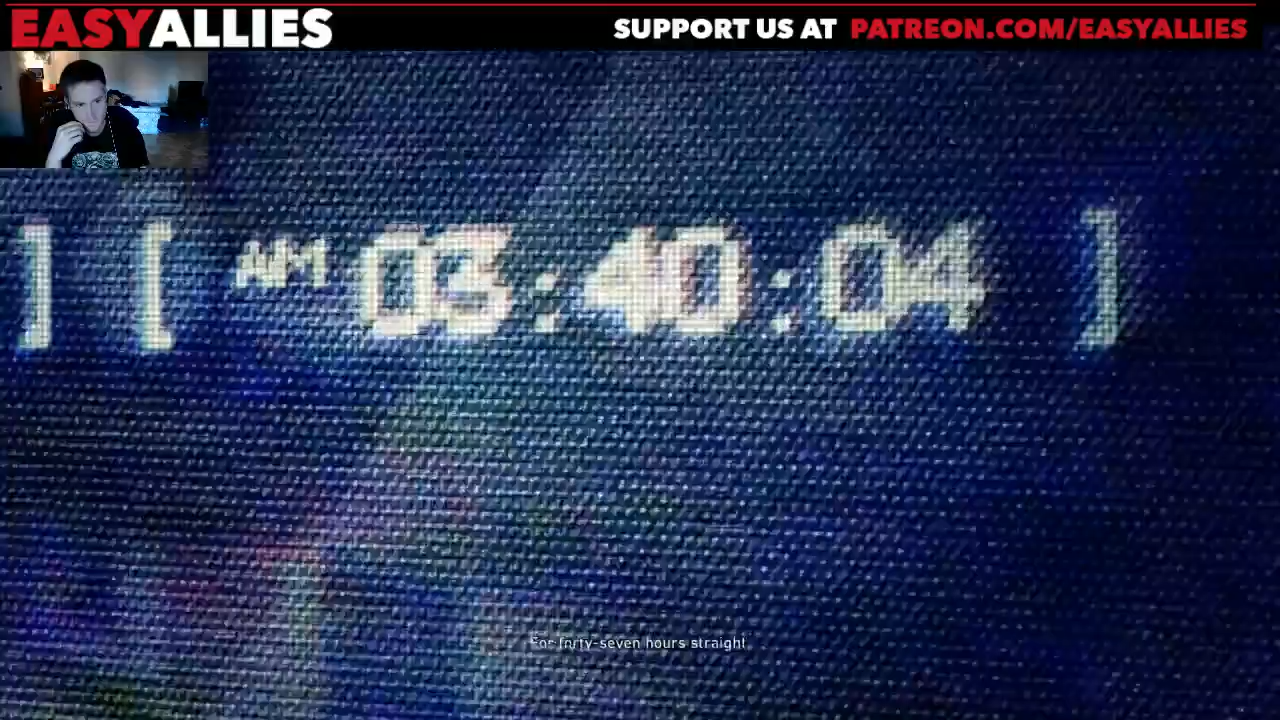 EASYALLIES
SUPPORT US AT PATREON.COM/EASYALLIES
] [ AM 03:40:04 ]
For forty-seven hours straight